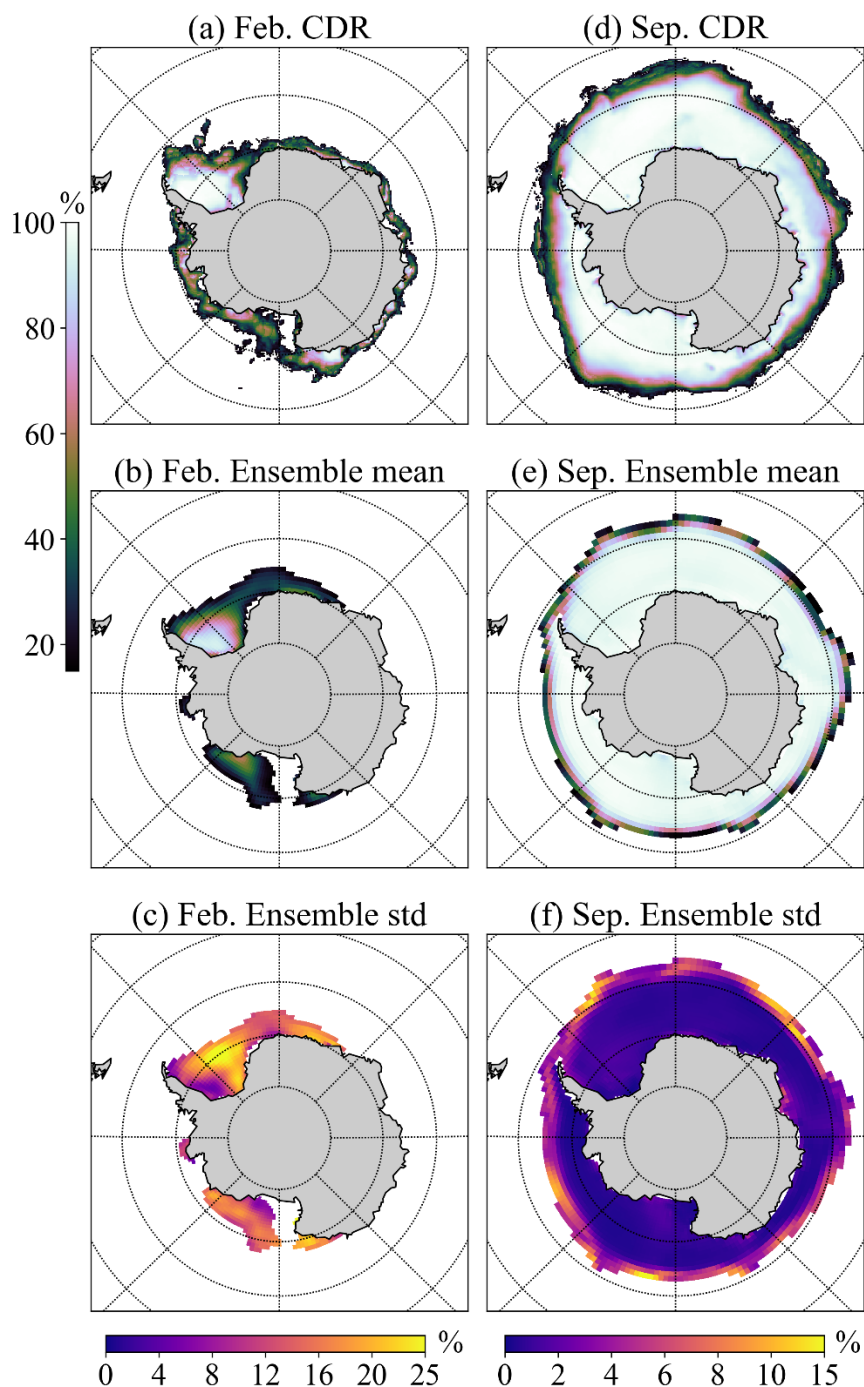 (a) Feb. CDR
(d) Sep. CDR
%
100
80
60
40
20
(b) Feb. Ensemble mean
(e) Sep. Ensemble mean
(c) Feb. Ensemble std
(f) Sep. Ensemble std
0 4 8 12 16 20 25 %
0 2 4 6 8 10 15 %